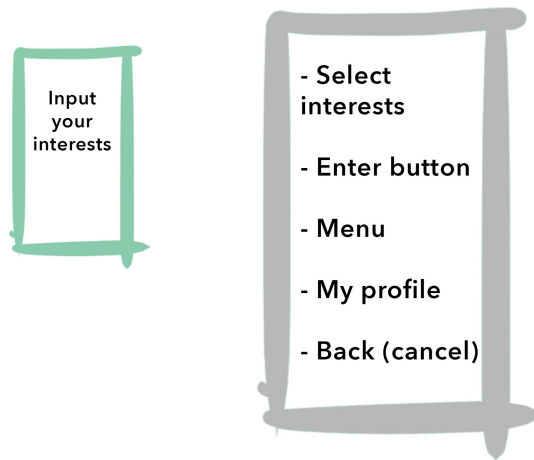 Input
your
interests
- Select
interests
- Enter button
- Menu
- My profile
- Back (cancel)